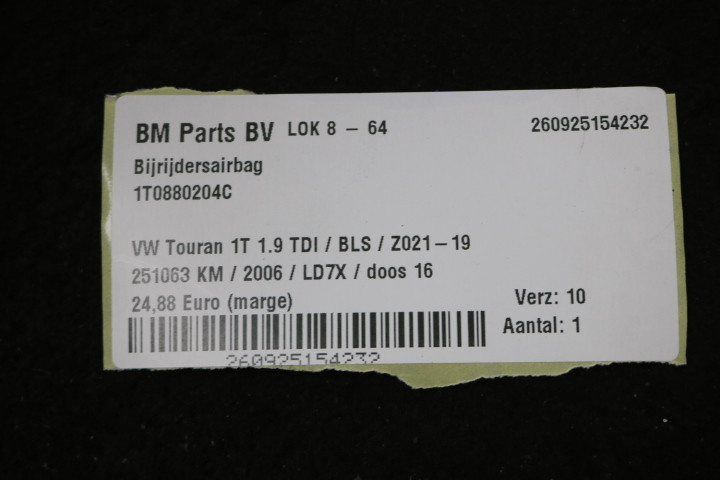 BM Parts BV LOK 8 - 64 260925154232
Bijrijdersairbag
1T0880204C
VW Touran 1T 1.9 TDI / BLS / Z021-19
251063 KM / 2006 / LD7X / doos 16
24,88 Euro (marge) Verz: 10
Aantal: 1
260925154232